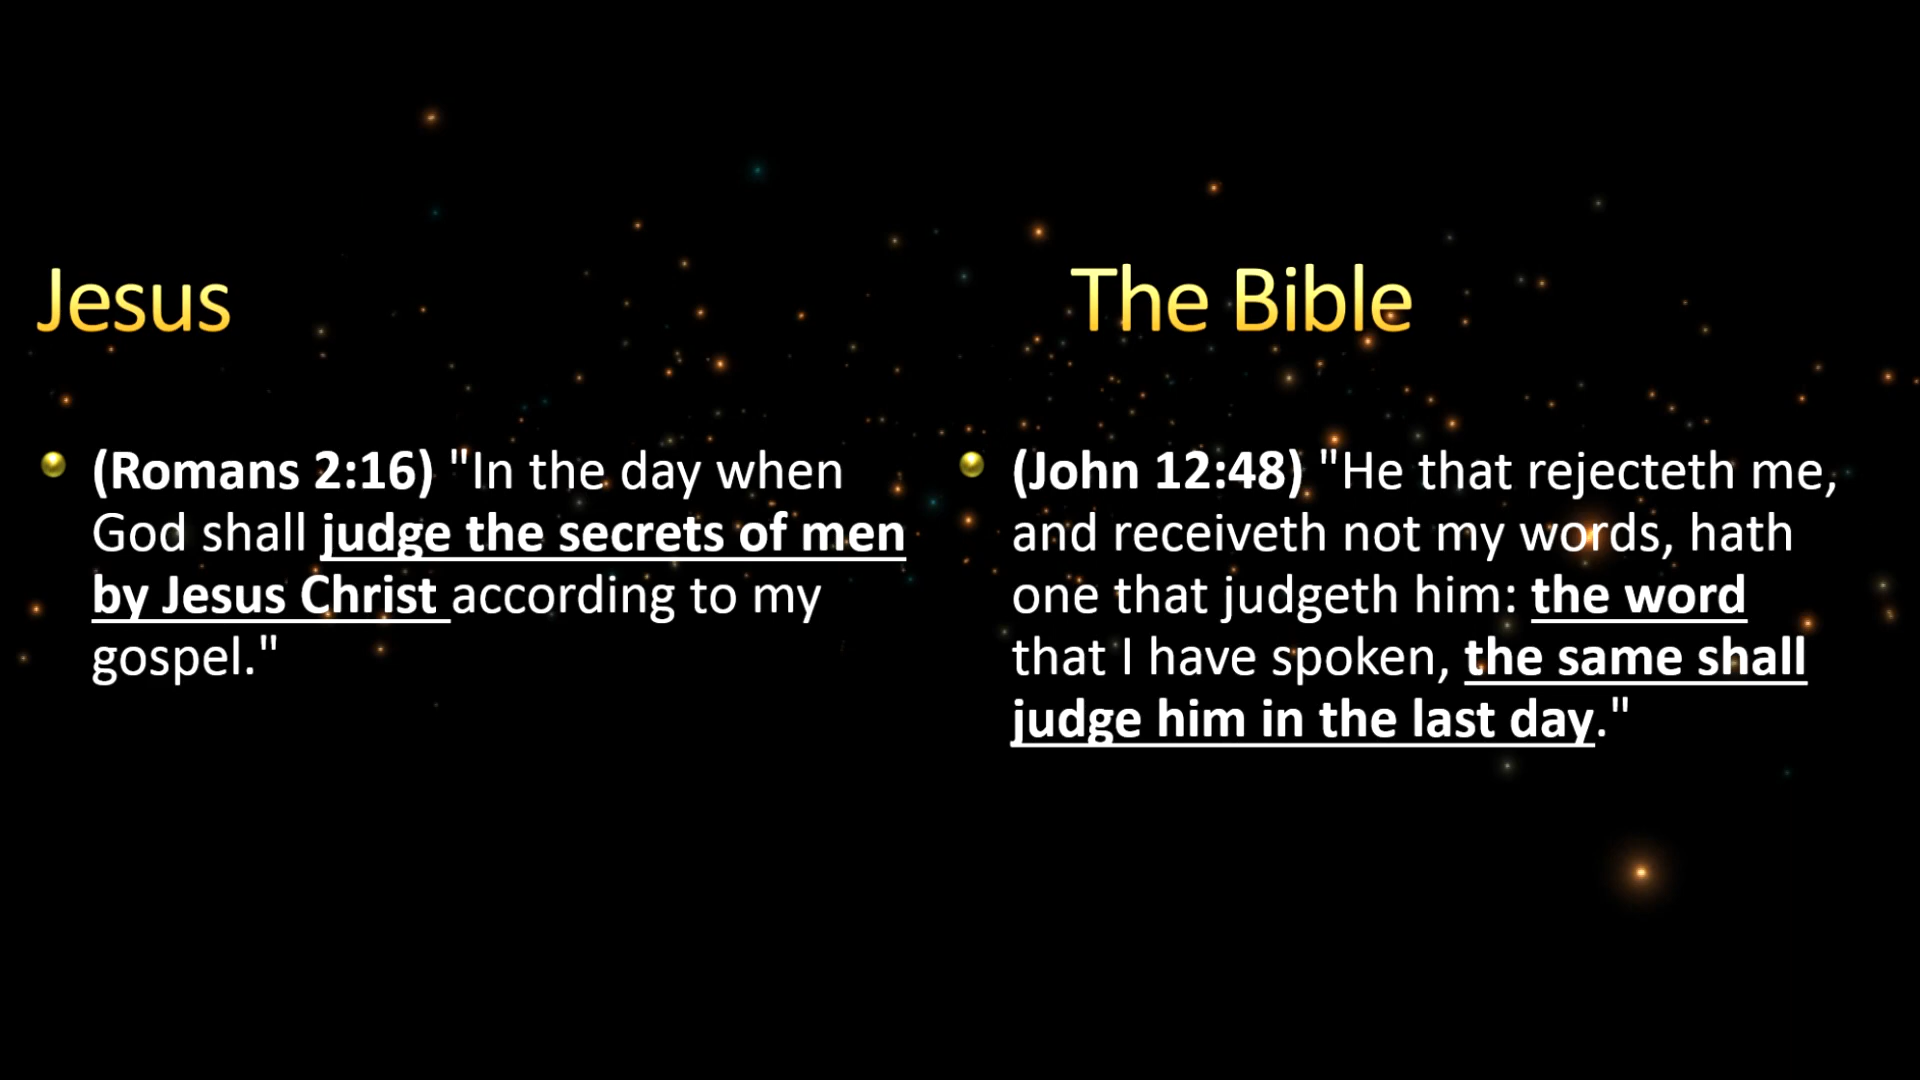 Jesus
(Romans 2:16) "In the day when
God shall judge the secrets of men
by Jesus Christ according to my
gospel."
The Bible
(John 12:48) "He that rejecteth me,
and receiveth not my words, hath
one that judgeth him: the word
that I have spoken, the same shall
judge him in the last day."